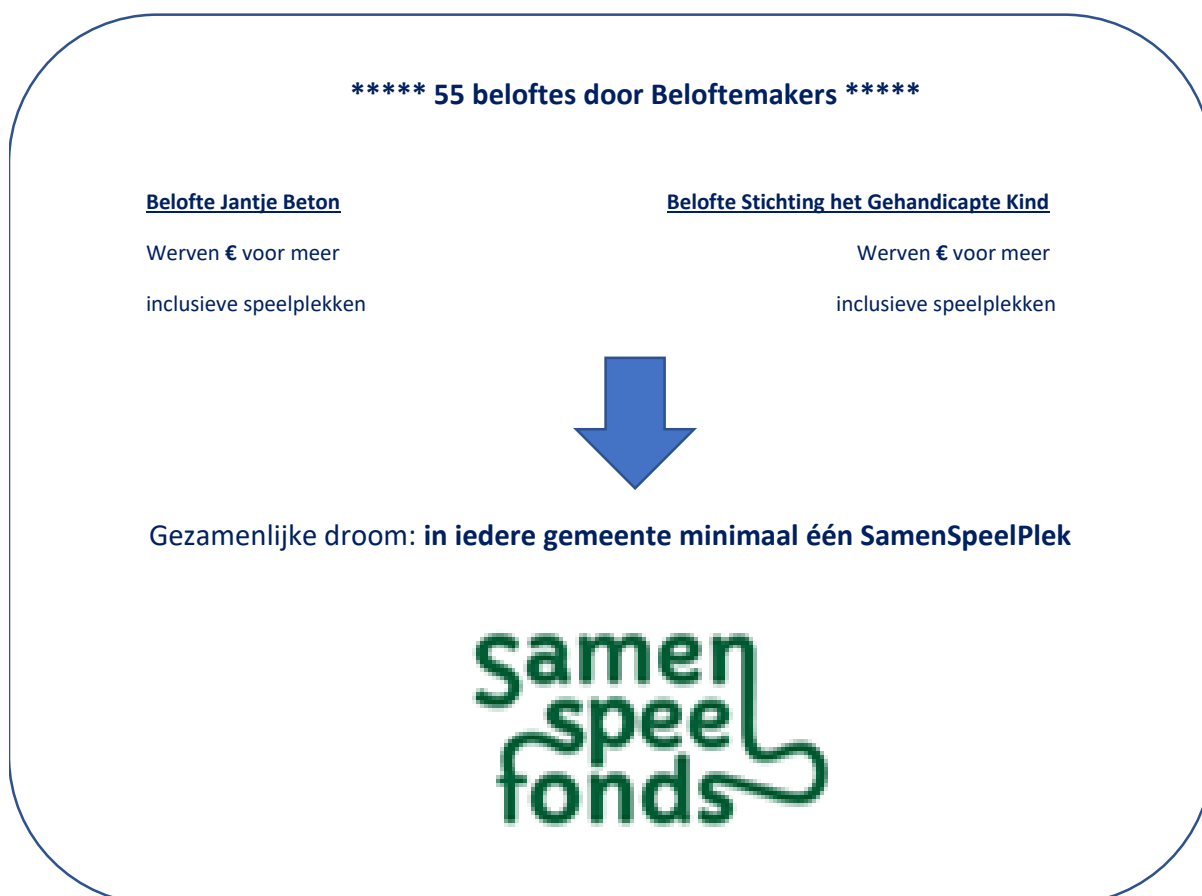 ***** 55 beloftes door Beloftemakers *****
Belofte Jantje Beton
Werven € voor meer
inclusieve speelplekken
Belofte Stichting het Gehandicapte Kind
Werven € voor meer
inclusieve speelplekken
Gezamenlijke droom: in iedere gemeente minimaal één SamenSpeelPlek
samen
speel
fonds